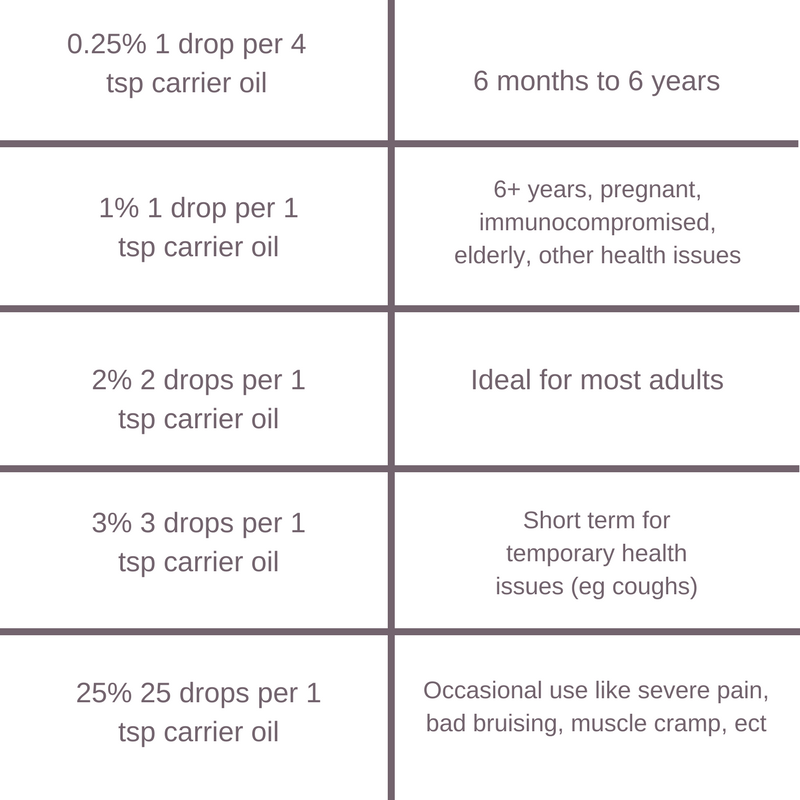 0.25% 1 drop per 4
tsp carrier oil
6 months to 6 years
1% 1 drop per 1
tsp carrier oil
6+ years, pregnant,
immunocompromised,
elderly, other health issues
2% 2 drops per 1
tsp carrier oil
Ideal for most adults
3% 3 drops per 1
tsp carrier oil
Short term for
temporary health
issues (eg coughs)
25% 25 drops per 1
tsp carrier oil
Occasional use like severe pain,
bad bruising, muscle cramp, ect